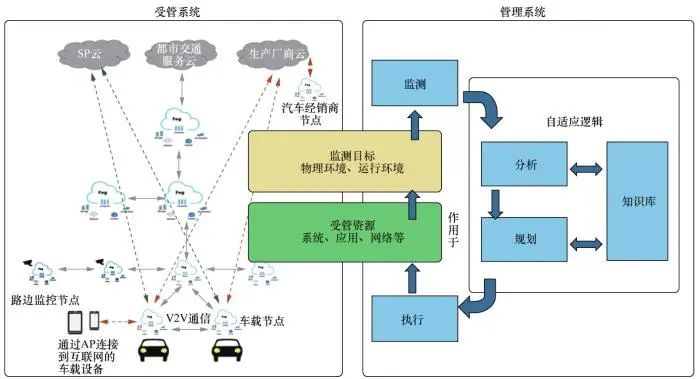 受管系统
管理系统
SP云
都市交通
服务云
生产厂商云
汽车经销商
节点
Fog
Fog
Fog
监测目标
物理环境、运行环境
受管资源
系统、应用、网络等
路边监控节点
V2V通信
车载节点
通过AP连接
到互联网的
车载设备
监测
自适应逻辑
分析
知识库
规划
作用于
执行